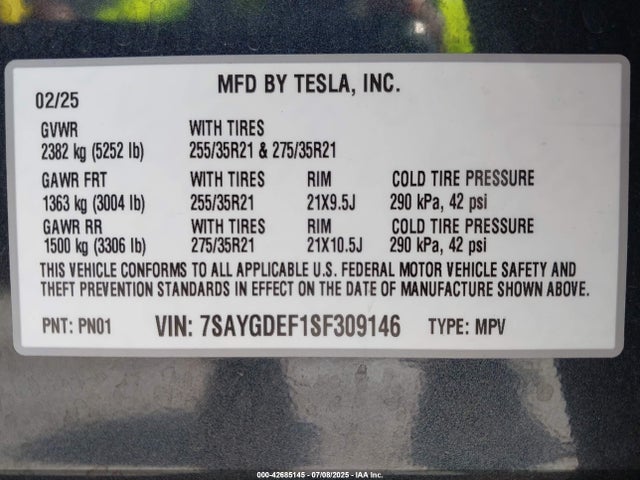 MFD BY TESLA, INC.
02/25
GVWR WITH TIRES
2382 kg (5252 lb) 255/35R21 & 275/35R21
GAWR FRT WITH TIRES RIM COLD TIRE PRESSURE
1363 kg (3004 lb) 255/35R21 21X9.5J 290 kPa, 42 psi
GAWR RR WITH TIRES RIM COLD TIRE PRESSURE
1500 kg (3306 lb) 275/35R21 21X10.5J 290 kPa, 42 psi
THIS VEHICLE CONFORMS TO ALL APPLICABLE U.S. FEDERAL MOTOR VEHICLE SAFETY AND
THEFT PREVENTION STANDARDS IN EFFECT ON THE DATE OF MANUFACTURE SHOWN ABOVE.
PNT: PN01 VIN: 7SAYGDEF1SF309146 TYPE: MPV
000-42685145 - 07/08/2025 - IAA Inc.